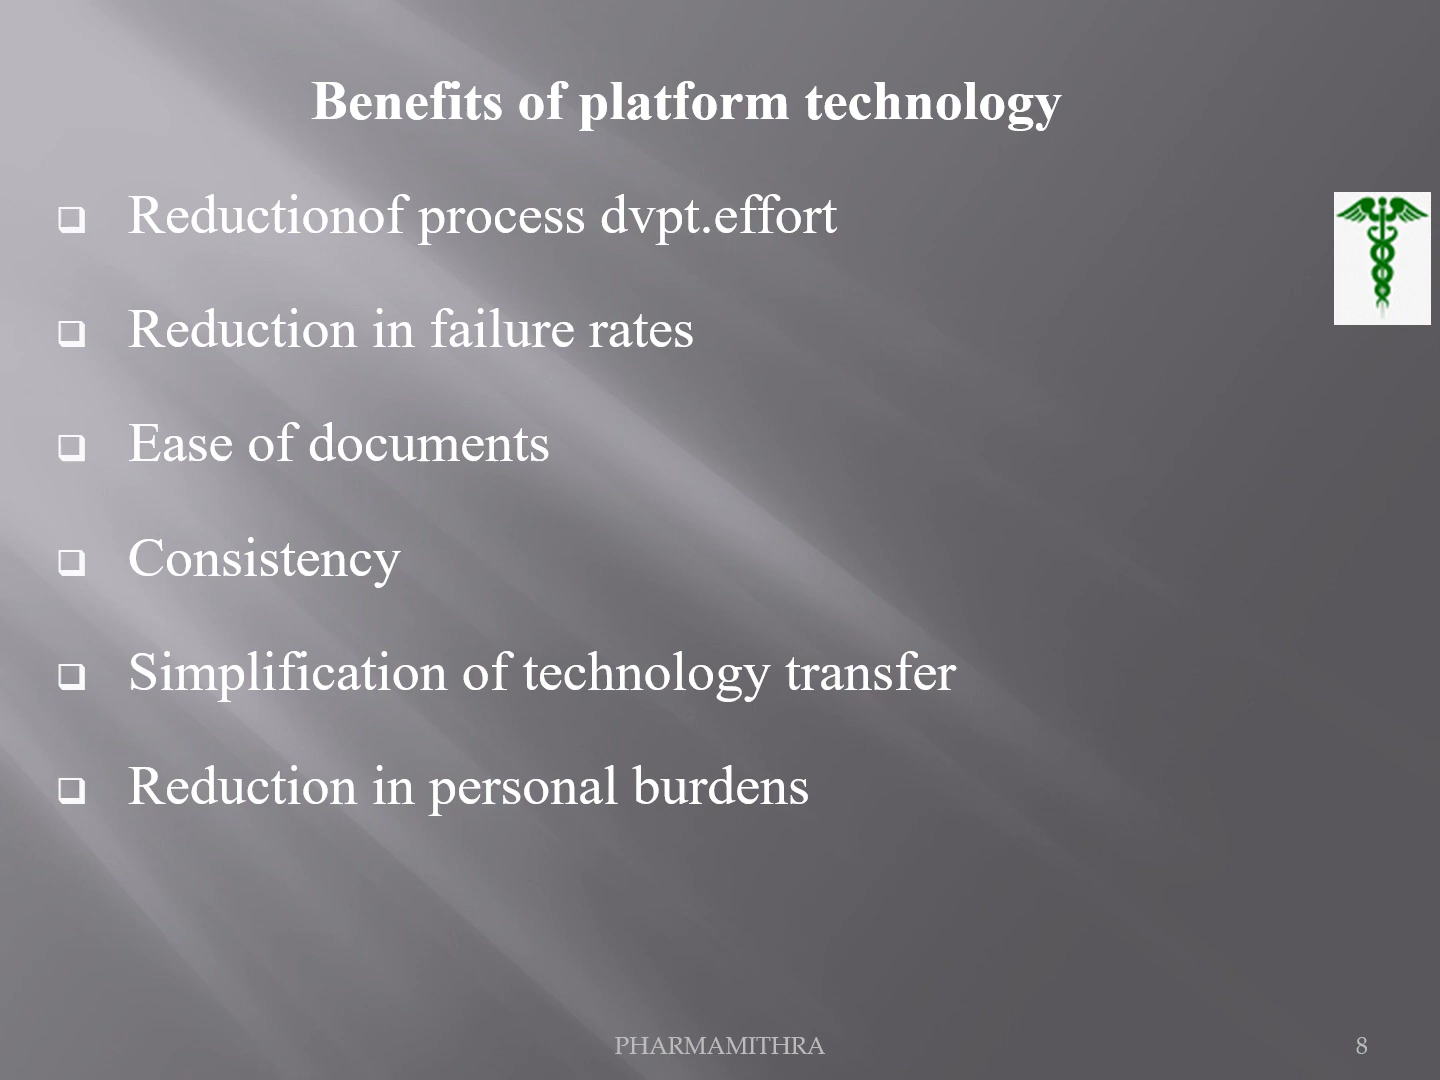 Benefits of platform technology
Reductionof process dvpt.effort
Reduction in failure rates
Ease of documents
Consistency
Simplification of technology transfer
Reduction in personal burdens
PHARMAMITHRA
8